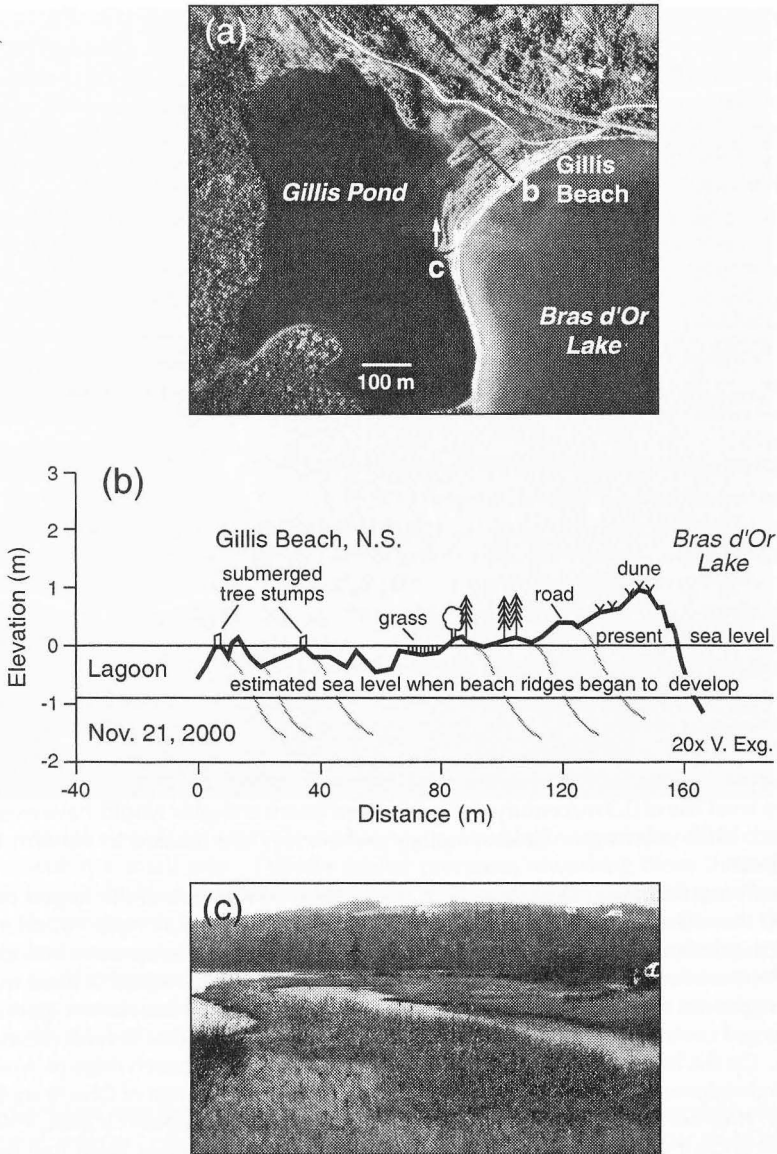 (a)
Gillis Pond
b
Gillis
Beach
c
Bras d'Or
Lake
100 m
(b)
Gillis Beach, N.S.
Bras d'Or
Lake
submerged
tree stumps
grass
road
dune
present sea level
Lagoon
estimated sea level when beach ridges began to develop
Nov. 21, 2000
20x V. Exg.
Elevation (m)
3
2
1
0
-1
-2
-40 0 40 80 120 160
Distance (m)
(c)